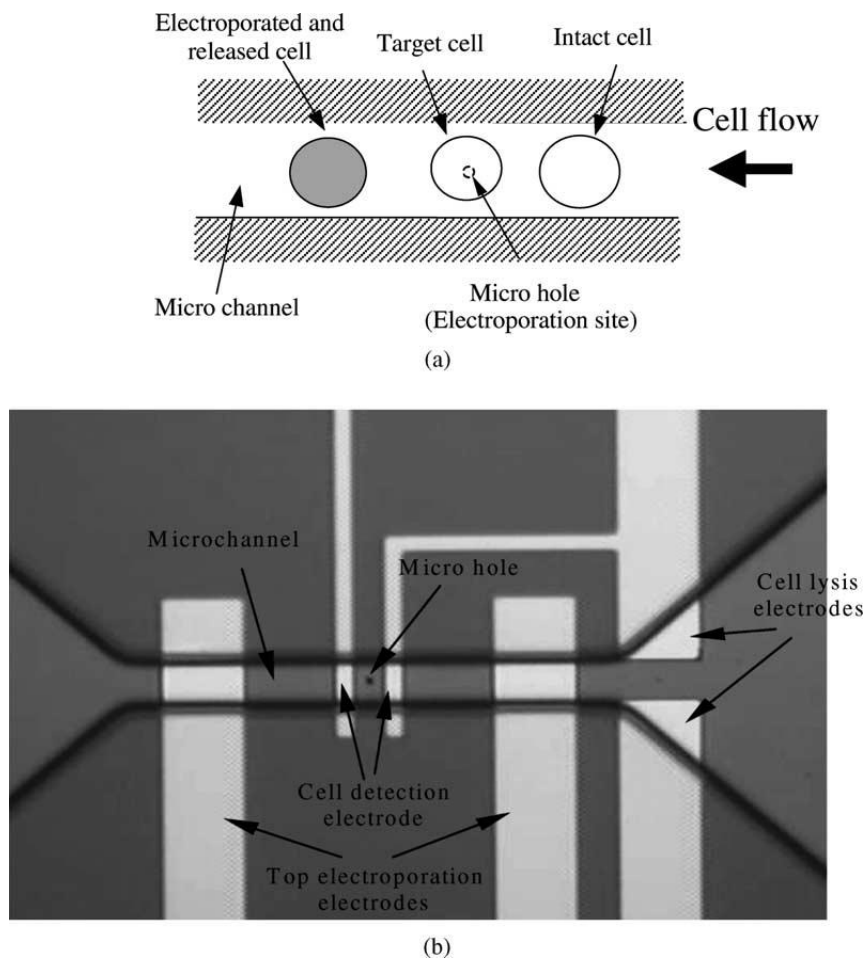 Electroporated and
released cell
Target cell
Intact cell
Cell flow
Micro channel
Micro hole
(Electroporation site)
(a)
Microchannel
Micro hole
Cell lysis
electrodes
Cell detection
electrode
Top electroporation
electrodes
(b)